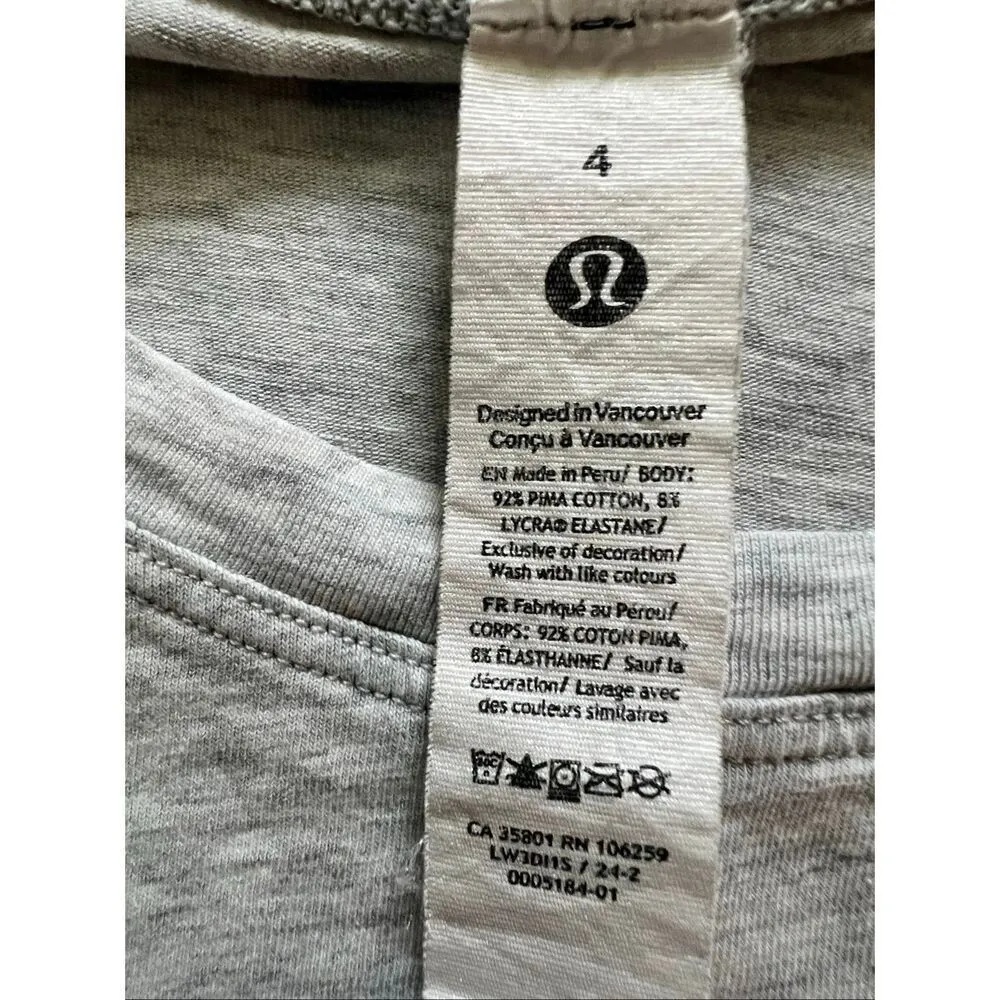 4
Designed in Vancouver
Conçu à Vancouver
EN Made in Peru/ BODY:
92% PIMA COTTON, 8%
LYCRA® ELASTANE/
Exclusive of decoration/
Wash with like colours
FR Fabriqué au Pérou/
CORPS: 92% COTON PIMA,
8% ÉLASTHANNE/ Sauf la
décoration/ Lavage avec
des couleurs similaires
30C
CA 35801 RN 106259
LW3DI1S / 24-2
0005184-01